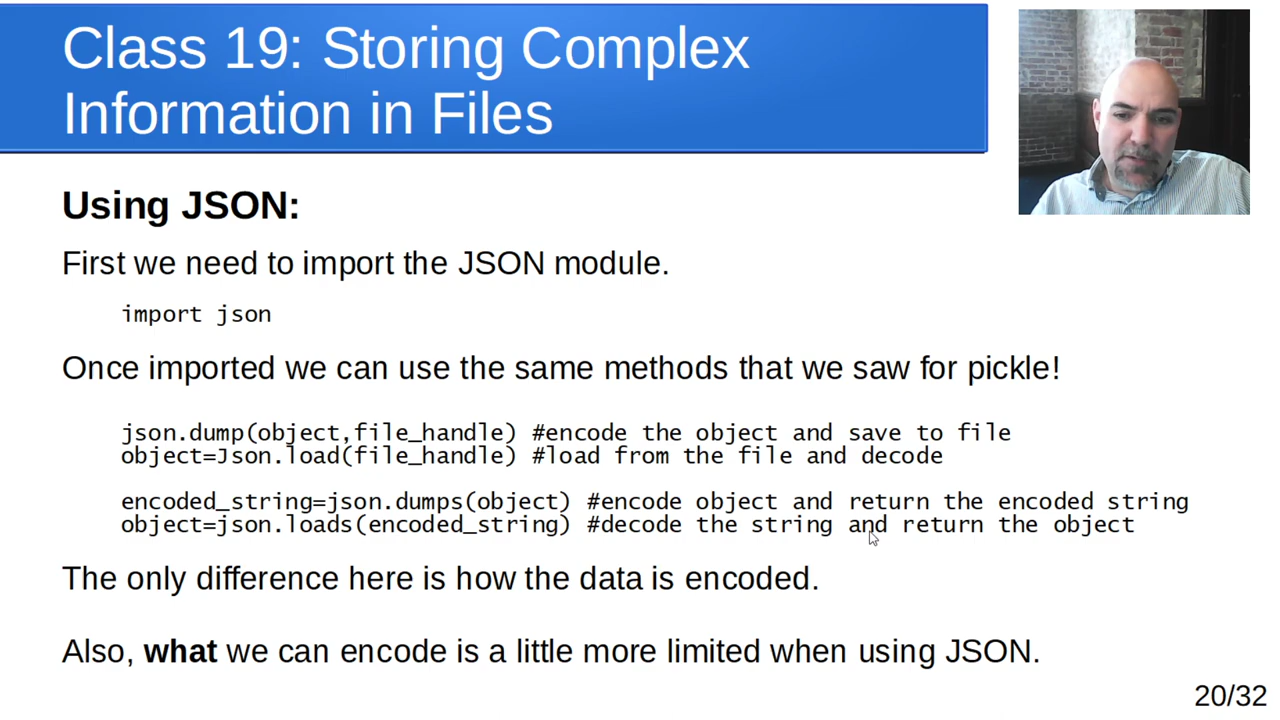 Class 19: Storing Complex
Information in Files
Using JSON:
First we need to import the JSON module.
import json
Once imported we can use the same methods that we saw for pickle!
json.dump(object,file_handle) #encode the object and save to file
object=Json.load(file_handle) #load from the file and decode
encoded_string=json.dumps(object) #encode object and return the encoded string
object=json.loads(encoded_string) #decode the string and return the object
The only difference here is how the data is encoded.
Also, what we can encode is a little more limited when using JSON.
20/32